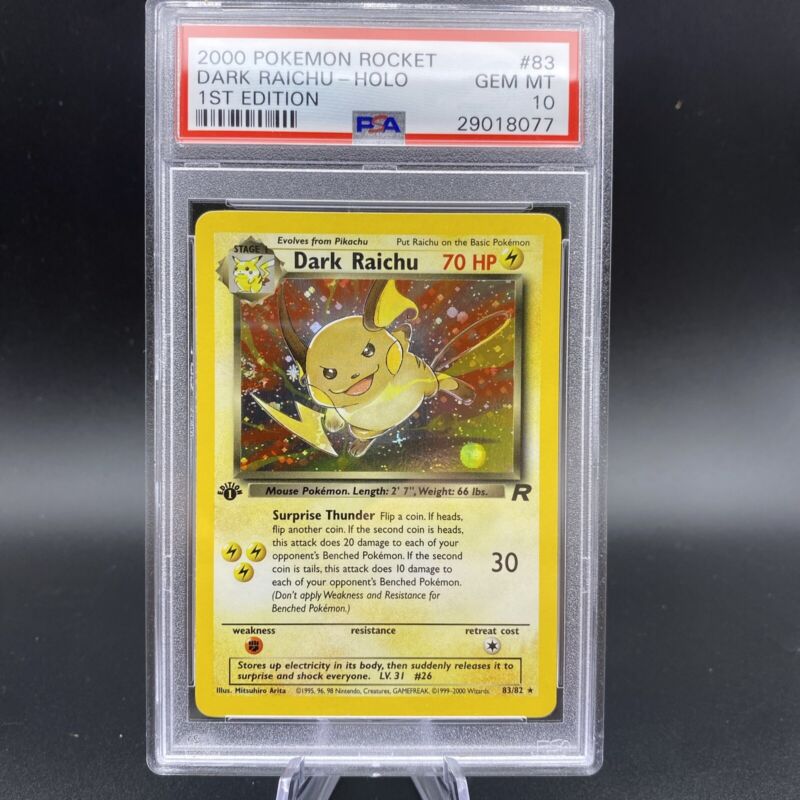 2000 POKEMON ROCKET #83
DARK RAICHU - HOLO GEM MT
1ST EDITION 10
PSA 29018077
Evolves from Pikachu Put Raichu on the Basic Pokémon
STAGE 1
Dark Raichu 70 HP
Mouse Pokémon. Length: 2' 7", Weight: 66 lbs.
EDITION 1
R
Surprise Thunder Flip a coin. If heads,
flip another coin. If the second coin is heads,
this attack does 20 damage to each of your
opponent's Benched Pokémon. If the second
coin is tails, this attack does 10 damage to
each of your opponent's Benched Pokémon.
(Don't apply Weakness and Resistance for
Benched Pokémon.)
30
weakness resistance retreat cost
Stores up electricity in its body, then suddenly releases it to
surprise and shock everyone. LV. 31 #26
Illus. Mitsuhiro Arita ©1995, 96, 98 Nintendo, Creatures, GAMEFREAK. ©1999-2000 Wizards. 83/82 ★